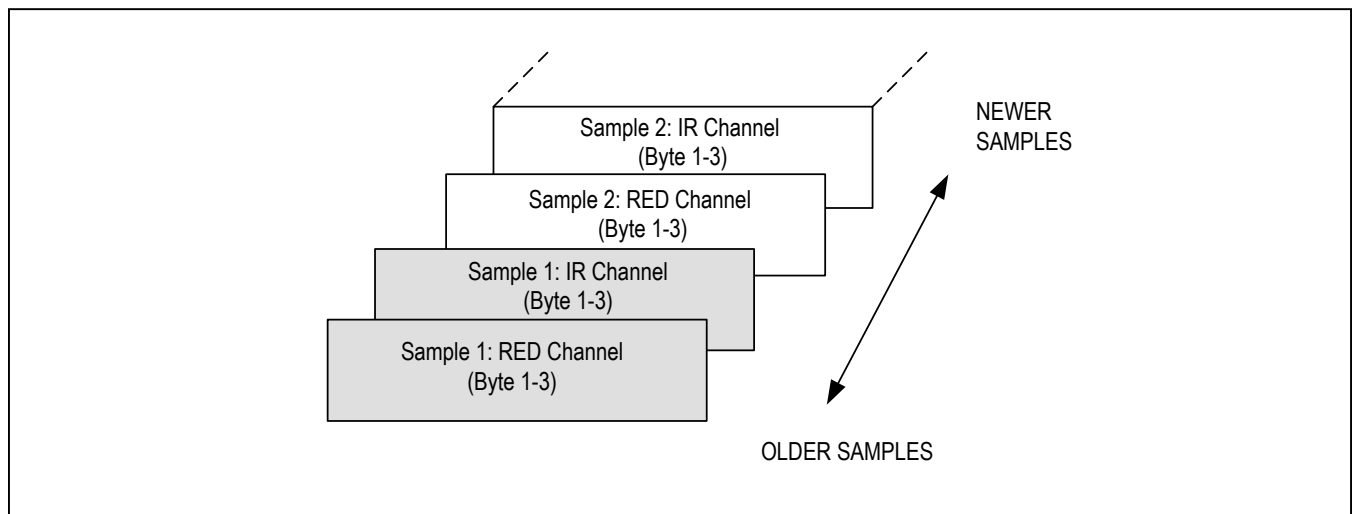 Sample 2: IR Channel
(Byte 1-3)
Sample 2: RED Channel
(Byte 1-3)
Sample 1: IR Channel
(Byte 1-3)
Sample 1: RED Channel
(Byte 1-3)
NEWER
SAMPLES
OLDER SAMPLES